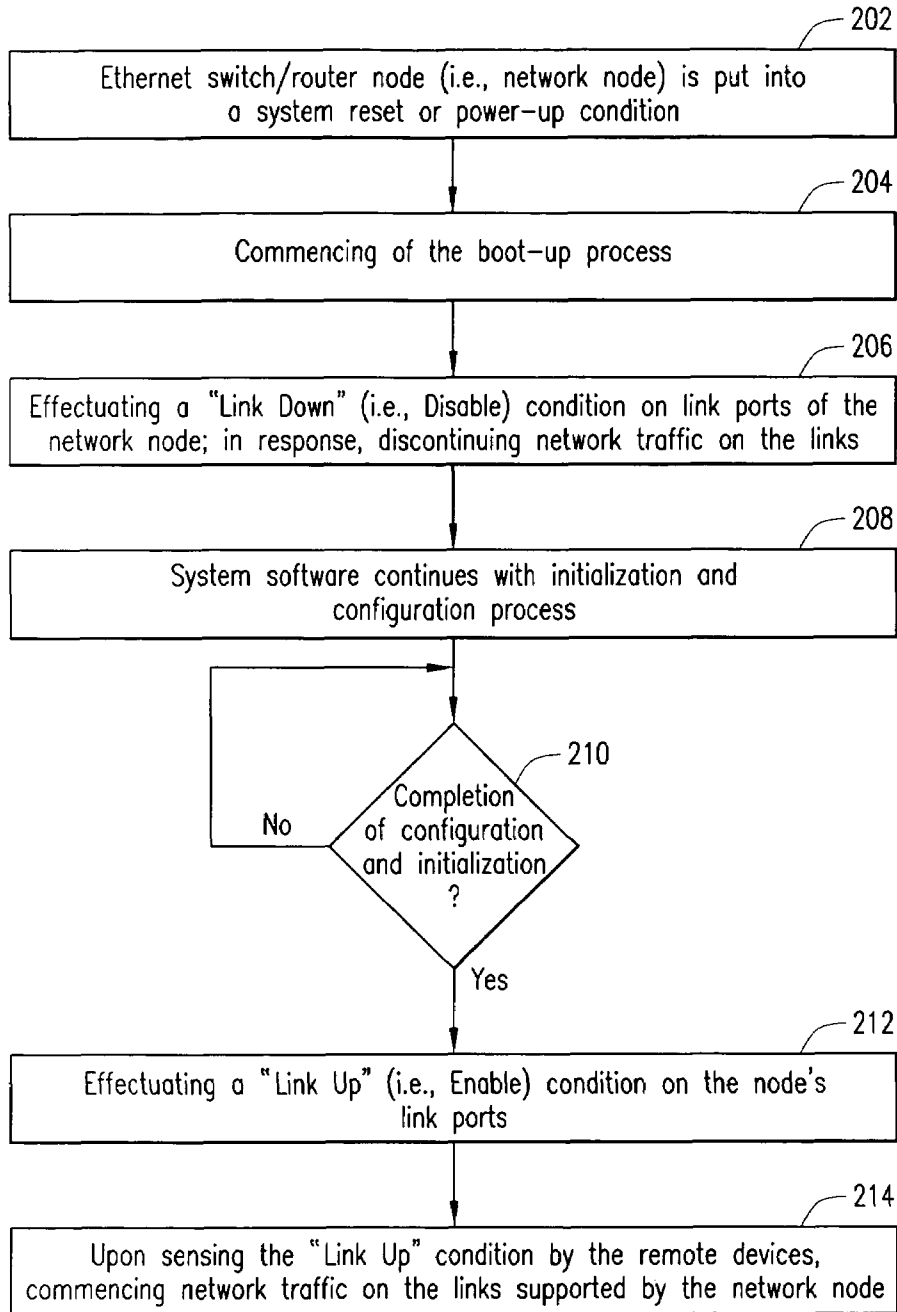 202
Ethernet switch/router node (i.e., network node) is put into
a system reset or power-up condition
204
Commencing of the boot-up process
206
Effectuating a "Link Down" (i.e., Disable) condition on link ports of the
network node; in response, discontinuing network traffic on the links
208
System software continues with initialization and
configuration process
210
Completion
of configuration
and initialization
?
No
Yes
212
Effectuating a "Link Up" (i.e., Enable) condition on the node's
link ports
214
Upon sensing the "Link Up" condition by the remote devices,
commencing network traffic on the links supported by the network node